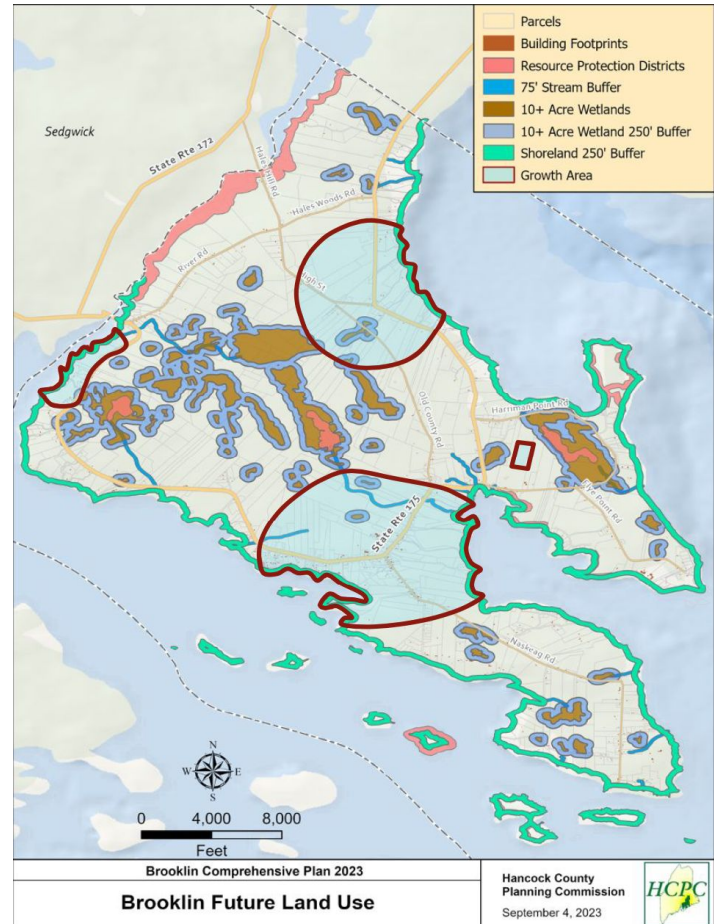 Parcels
Building Footprints
Resource Protection Districts
75' Stream Buffer
10+ Acre Wetlands
10+ Acre Wetland 250' Buffer
Shoreland 250' Buffer
Growth Area
Sedgwick
State Rte 172
Hales Hill Rd
Hales Woods Rd
River Rd
High St
Old County Rd
Harriman Point Rd
State Rte 175
Naskeag Rd
N
W
E
S
0
4,000
8,000
Feet
Brooklin Comprehensive Plan 2023
Brooklin Future Land Use
Hancock County
Planning Commission
September 4, 2023
HCPC